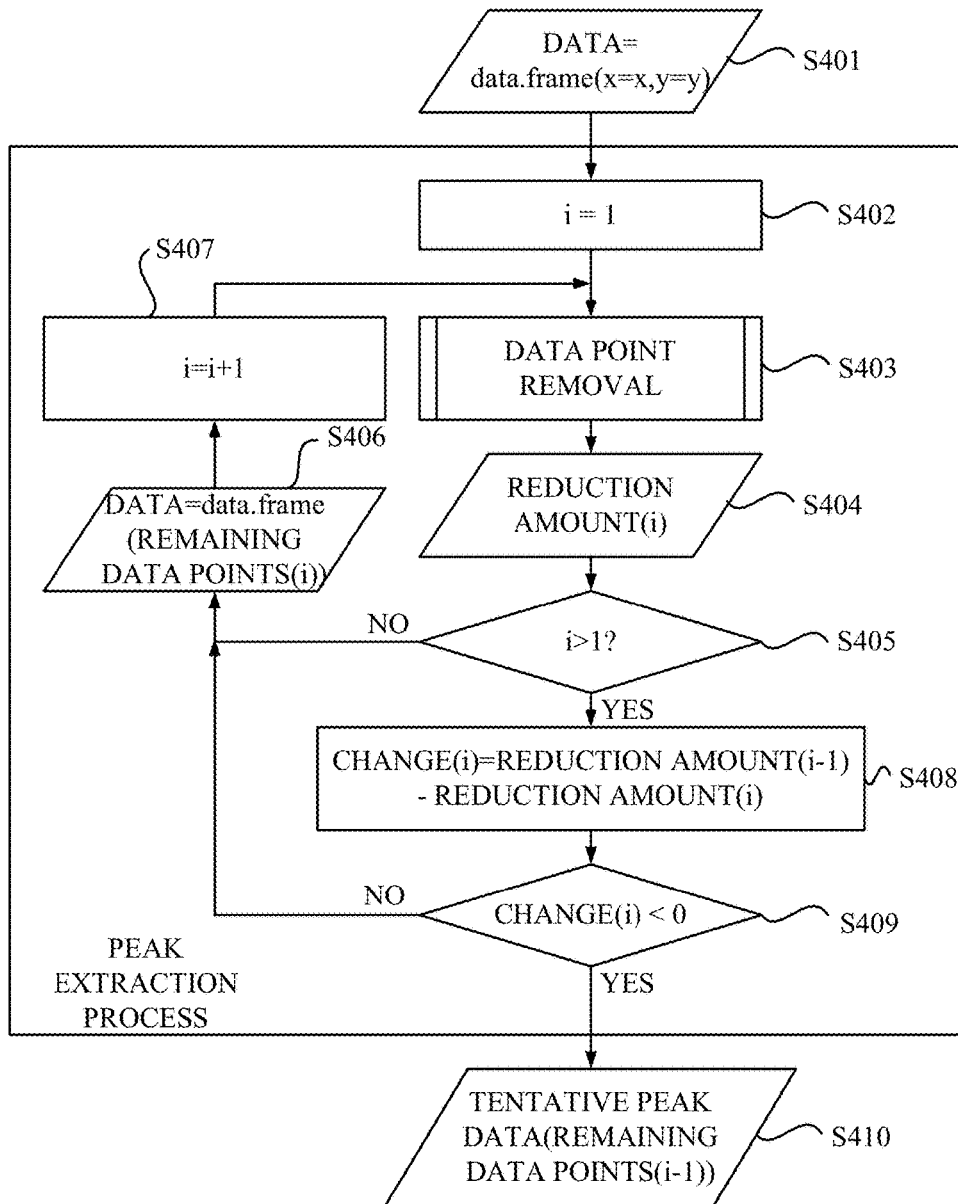 DATA=
data.frame(x=x,y=y)
S401
i = 1
S402
S407
i=i+1
DATA POINT
REMOVAL
S403
S406
DATA=data.frame
(REMAINING
DATA POINTS(i))
REDUCTION
AMOUNT(i)
S404
NO
i>1?
S405
YES
CHANGE(i)=REDUCTION AMOUNT(i-1)
- REDUCTION AMOUNT(i)
S408
NO
CHANGE(i) < 0
S409
YES
PEAK
EXTRACTION
PROCESS
TENTATIVE PEAK
DATA(REMAINING
DATA POINTS(i-1))
S410